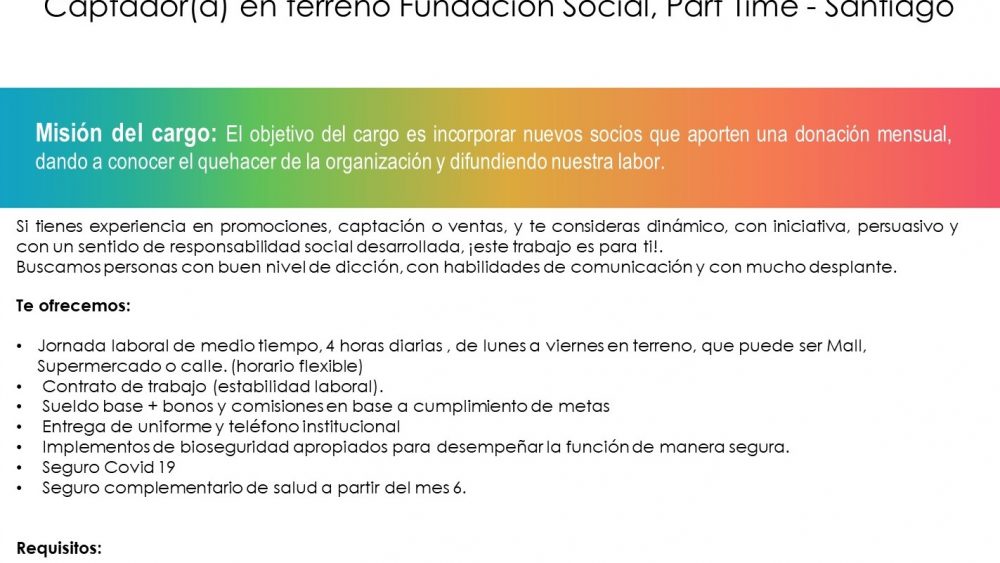 Captador(a) en terreno Fundación Social, Part Time - Santiago
Misión del cargo: El objetivo del cargo es incorporar nuevos socios que aporten una donación mensual,
dando a conocer el quehacer de la organización y difundiendo nuestra labor.
Si tienes experiencia en promociones, captación o ventas, y te consideras dinámico, con iniciativa, persuasivo y
con un sentido de responsabilidad social desarrollada, ¡este trabajo es para ti!.
Buscamos personas con buen nivel de dicción, con habilidades de comunicación y con mucho desplante.
Te ofrecemos:
• Jornada laboral de medio tiempo, 4 horas diarias , de lunes a viernes en terreno, que puede ser Mall,
Supermercado o calle. (horario flexible)
• Contrato de trabajo (estabilidad laboral).
• Sueldo base + bonos y comisiones en base a cumplimiento de metas
• Entrega de uniforme y teléfono institucional
• Implementos de bioseguridad apropiados para desempeñar la función de manera segura.
• Seguro Covid 19
• Seguro complementario de salud a partir del mes 6.
Requisitos: